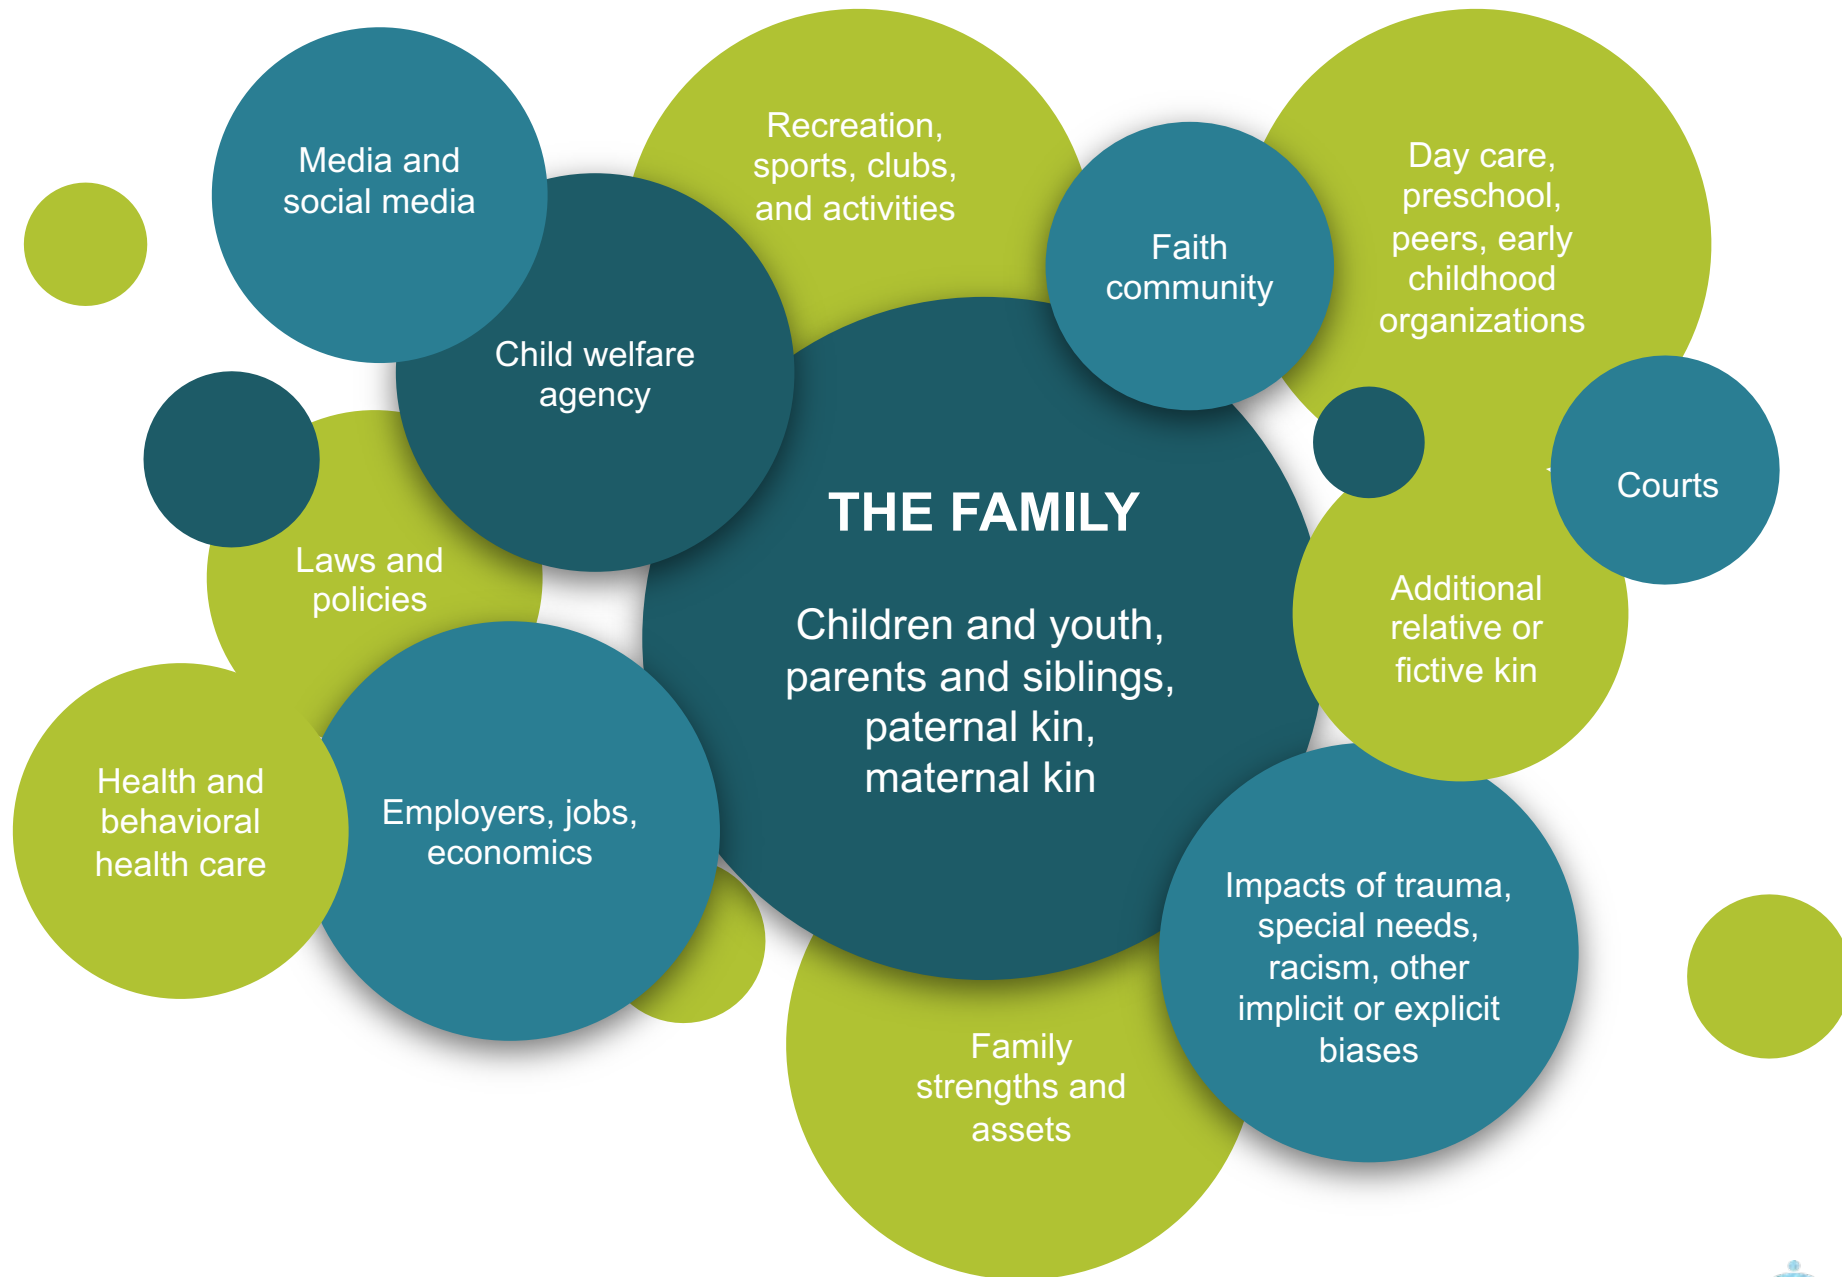 Media and
social media
Recreation,
sports, clubs,
and activities
Day care,
preschool,
peers, early
childhood
organizations
Faith
community
Child welfare
agency
Courts
THE FAMILY
Children and youth,
parents and siblings,
paternal kin,
maternal kin
Laws and
policies
Additional
relative or
fictive kin
Health and
behavioral
health care
Employers, jobs,
economics
Impacts of trauma,
special needs,
racism, other
implicit or explicit
biases
Family
strengths and
assets